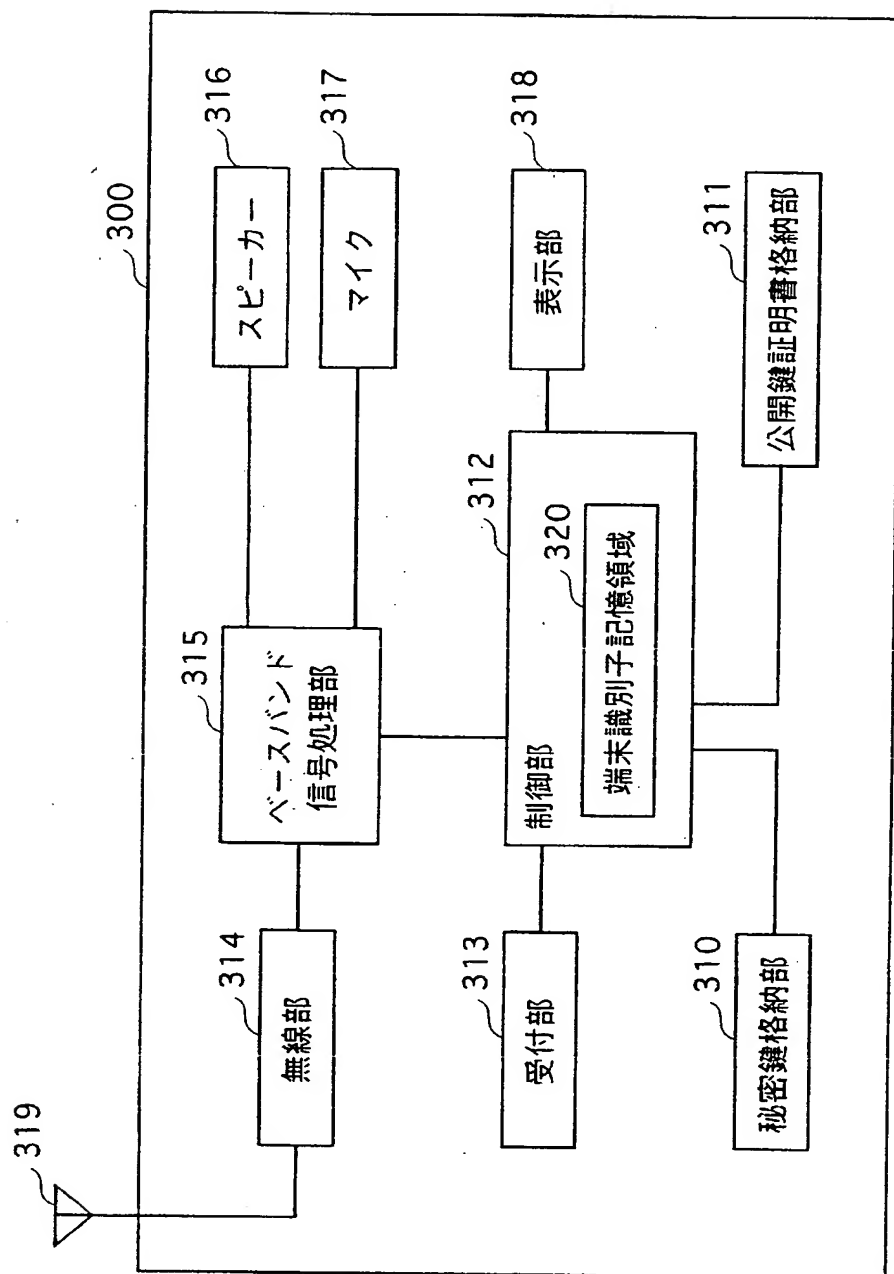 300
319
314
無線部
315
ベースバンド
信号処理部
316
スピーカー
317
マイク
313
受付部
312
制御部
320
端末識別子記憶領域
318
表示部
310
秘密鍵格納部
311
公開鍵証明書格納部